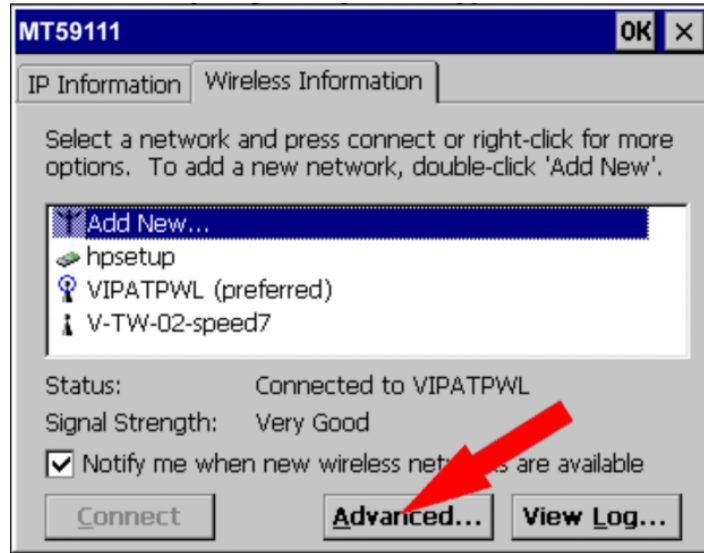 MT59111 OK ×
IP Information Wireless Information
Select a network and press connect or right-click for more
options. To add a new network, double-click 'Add New'.
Add New...
hpsetup
VIPATPWL (preferred)
V-TW-02-speed7
Status: Connected to VIPATPWL
Signal Strength: Very Good
Notify me when new wireless networks are available
Connect Advanced... View Log...